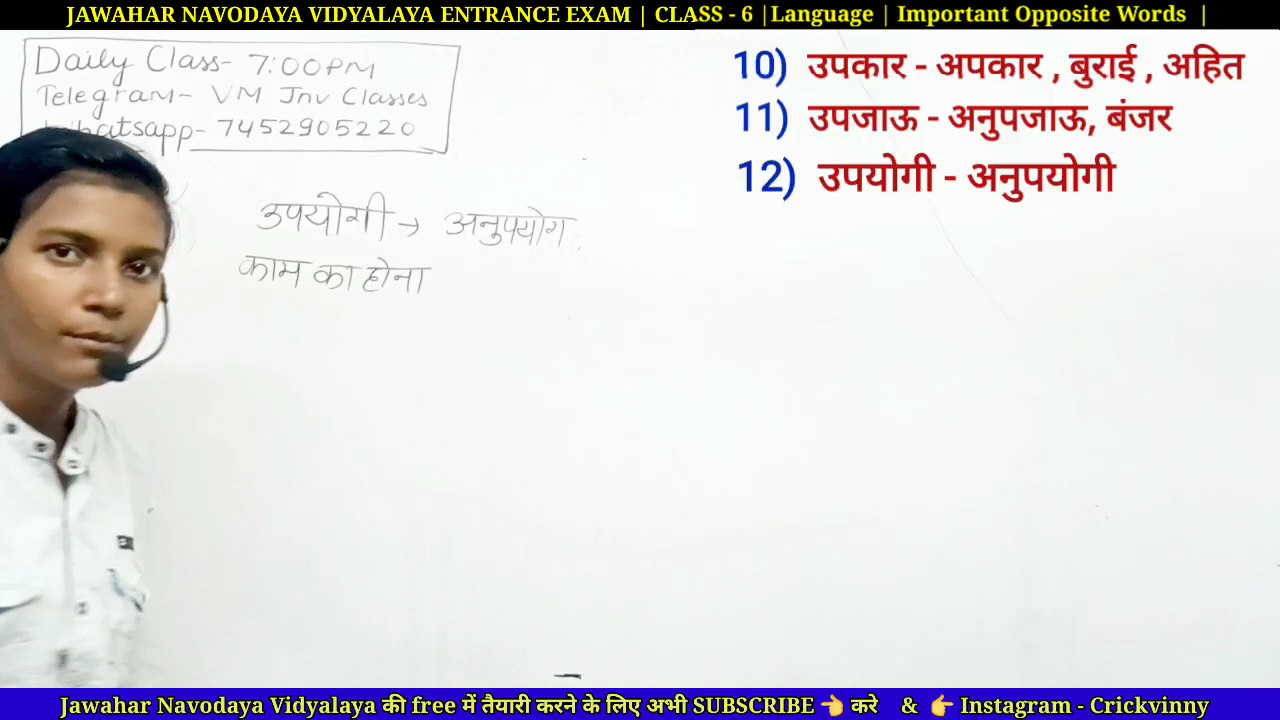 JAWAHAR NAVODAYA VIDYALAYA ENTRANCE EXAM | CLASS - 6 |Language | Important Opposite Words |
Daily Class- 7:00PM
Telegram- VM Jnv Classes
Whatsapp- 7452905220
10) उपकार - अपकार , बुराई , अहित
11) उपजाऊ - अनुपजाऊ, बंजर
12) उपयोगी - अनुपयोगी
उपयोगी → अनुपयोग
काम का होना
Jawahar Navodaya Vidyalaya की free में तैयारी करने के लिए अभी SUBSCRIBE 👈 करे & 👉 Instagram - Crickvinny